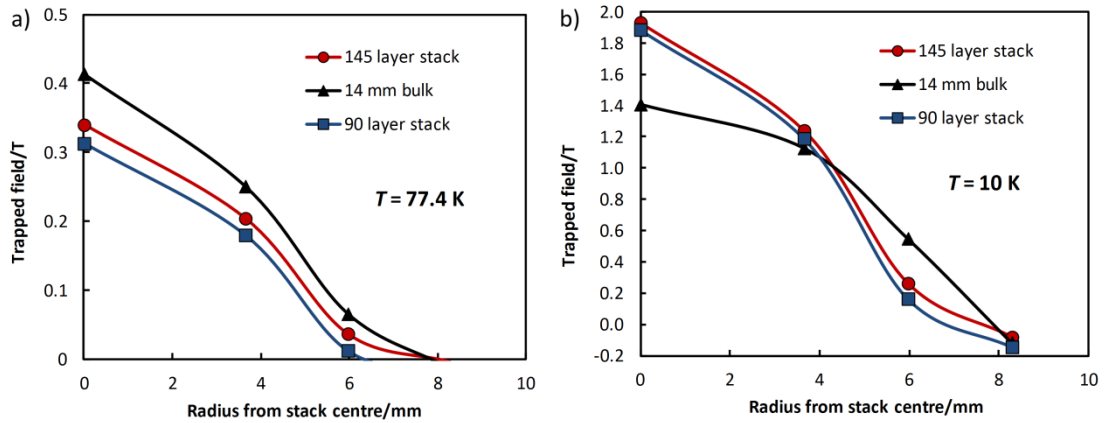 a)
0.5
0.4
0.3
0.2
0.1
0
Trapped field/T
145 layer stack
14 mm bulk
90 layer stack
T = 77.4 K
0 2 4 6 8 10
Radius from stack centre/mm
b)
2.0
1.8
1.6
1.4
1.2
1.0
0.8
0.6
0.4
0.2
0.0
-0.2
Trapped field/T
145 layer stack
14 mm bulk
90 layer stack
T = 10 K
0 2 4 6 8 10
Radius from stack centre/mm